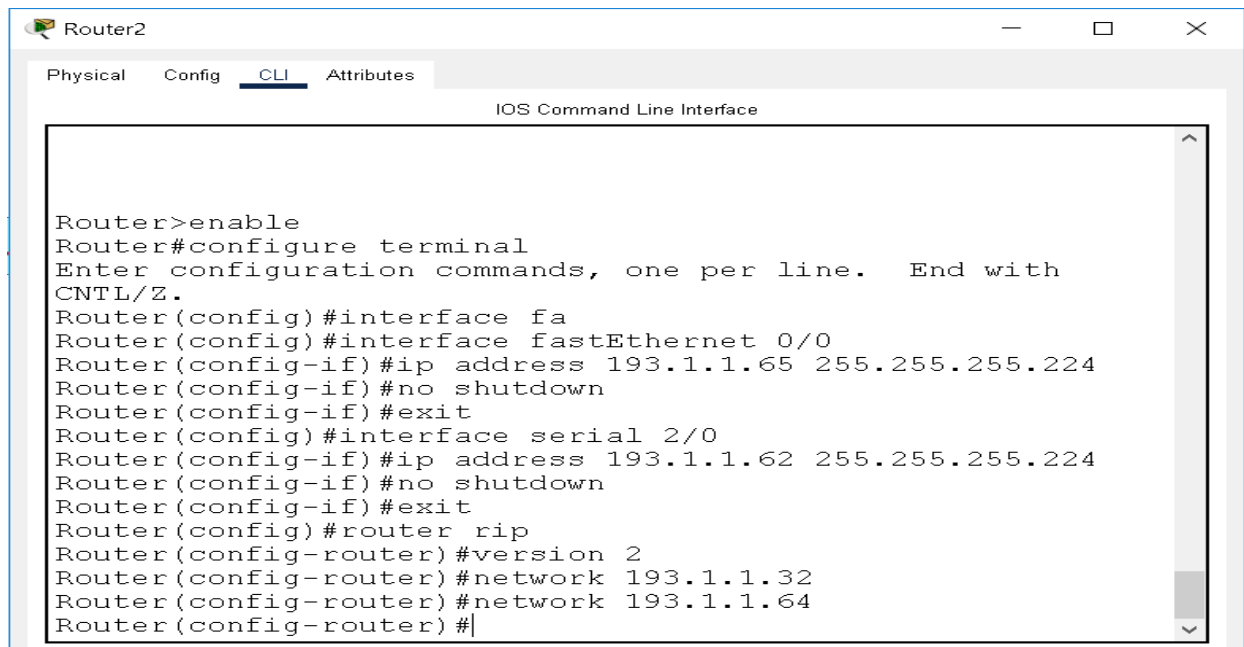 Router2
Physical Config CLI Attributes
IOS Command Line Interface
Router>enable
Router#configure terminal
Enter configuration commands, one per line.  End with
CNTL/Z.
Router(config)#interface fa
Router(config)#interface fastEthernet 0/0
Router(config-if)#ip address 193.1.1.65 255.255.255.224
Router(config-if)#no shutdown
Router(config-if)#exit
Router(config)#interface serial 2/0
Router(config-if)#ip address 193.1.1.62 255.255.255.224
Router(config-if)#no shutdown
Router(config-if)#exit
Router(config)#router rip
Router(config-router)#version 2
Router(config-router)#network 193.1.1.32
Router(config-router)#network 193.1.1.64
Router(config-router)#